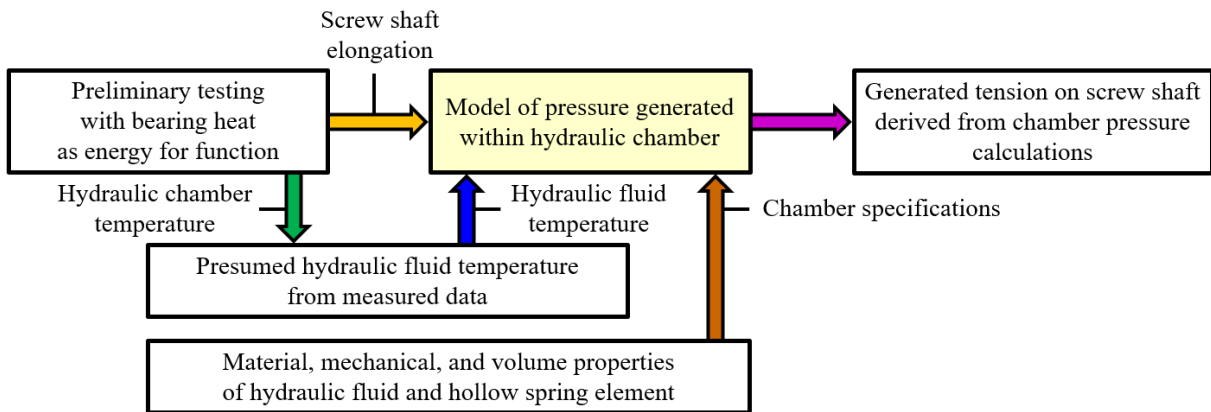 Screw shaft
elongation
Preliminary testing
with bearing heat
as energy for function
Model of pressure generated
within hydraulic chamber
Generated tension on screw shaft
derived from chamber pressure
calculations
Hydraulic chamber
temperature
Hydraulic fluid
temperature
Chamber specifications
Presumed hydraulic fluid temperature
from measured data
Material, mechanical, and volume properties
of hydraulic fluid and hollow spring element